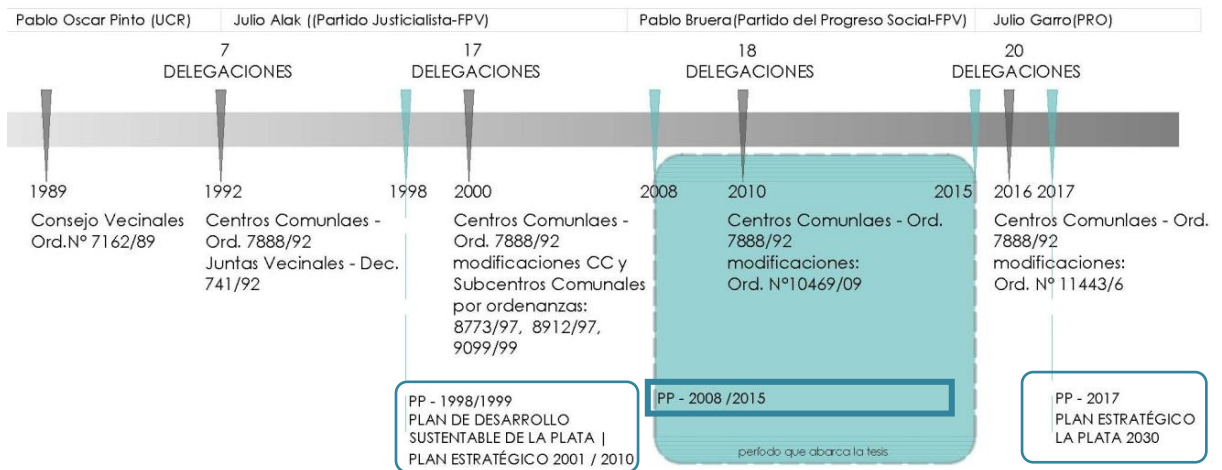 Pablo Oscar Pinto (UCR)
Julio Alak ((Partido Justicialista-FPV)
Pablo Bruera(Partido del Progreso Social-FPV)
Julio Garro(PRO)
7
DELEGACIONES
17
DELEGACIONES
18
DELEGACIONES
20
DELEGACIONES
1989
1992
1998
2000
2008
2010
2015
2016
2017
Consejo Vecinales
Ord.Nº 7162/89
Centros Comunlaes -
Ord. 7888/92
Juntas Vecinales - Dec.
741/92
Centros Comunlaes -
Ord. 7888/92
modificaciones CC y
Subcentros Comunales
por ordenanzas:
8773/97, 8912/97,
9099/99
Centros Comunlaes - Ord.
7888/92
modificaciones:
Ord. Nº10469/09
Centros Comunlaes - Ord.
7888/92
modificaciones:
Ord. Nº 11443/6
PP - 1998/1999
PLAN DE DESARROLLO
SUSTENTABLE DE LA PLATA |
PLAN ESTRATÉGICO 2001 / 2010
PP - 2008 /2015
período que abarca la tesis
PP - 2017
PLAN ESTRATÉGICO
LA PLATA 2030